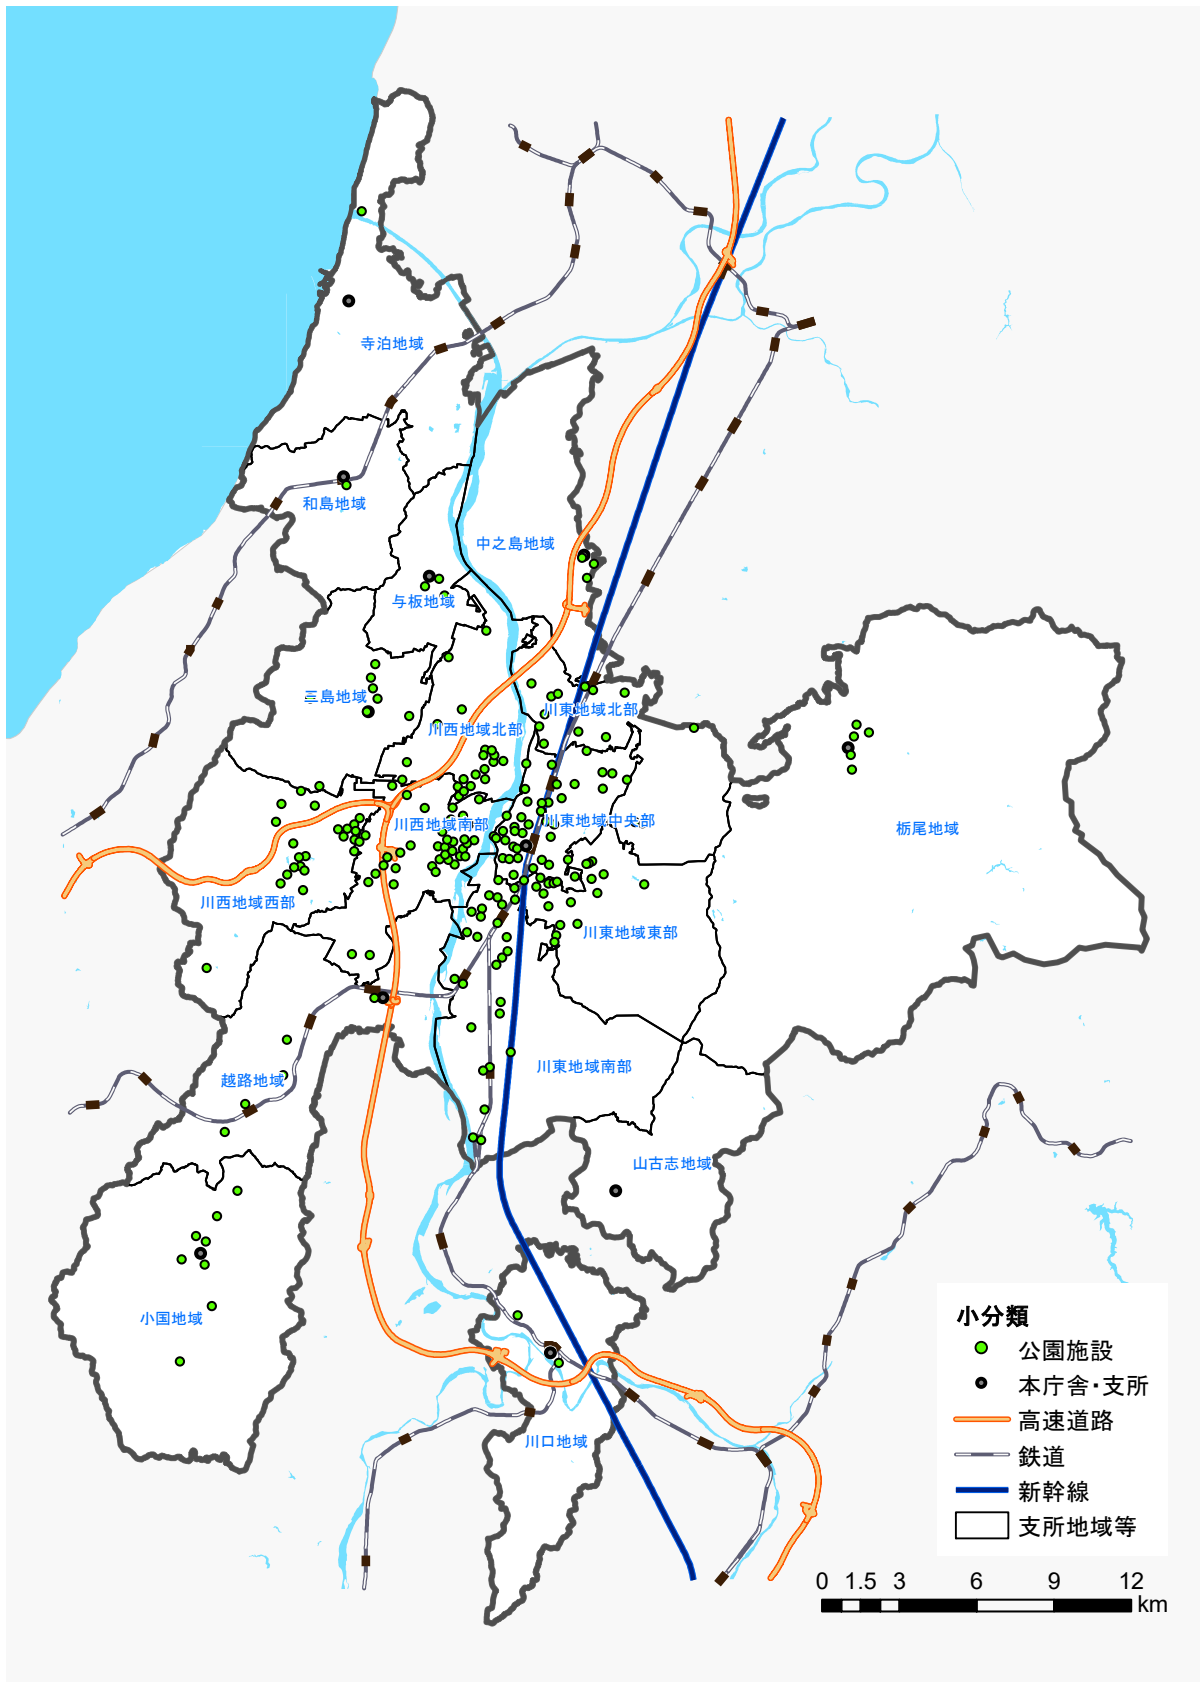 寺泊地域
和島地域
中之島地域
与板地域
三島地域
川東地域北部
川西地域北部
川西地域南部
川東地域中央部
栃尾地域
川西地域西部
川東地域東部
川東地域南部
越路地域
山古志地域
小国地域
川口地域
小分類
公園施設
本庁舎・支所
高速道路
鉄道
新幹線
支所地域等
0 1.5 3 6 9 12
km